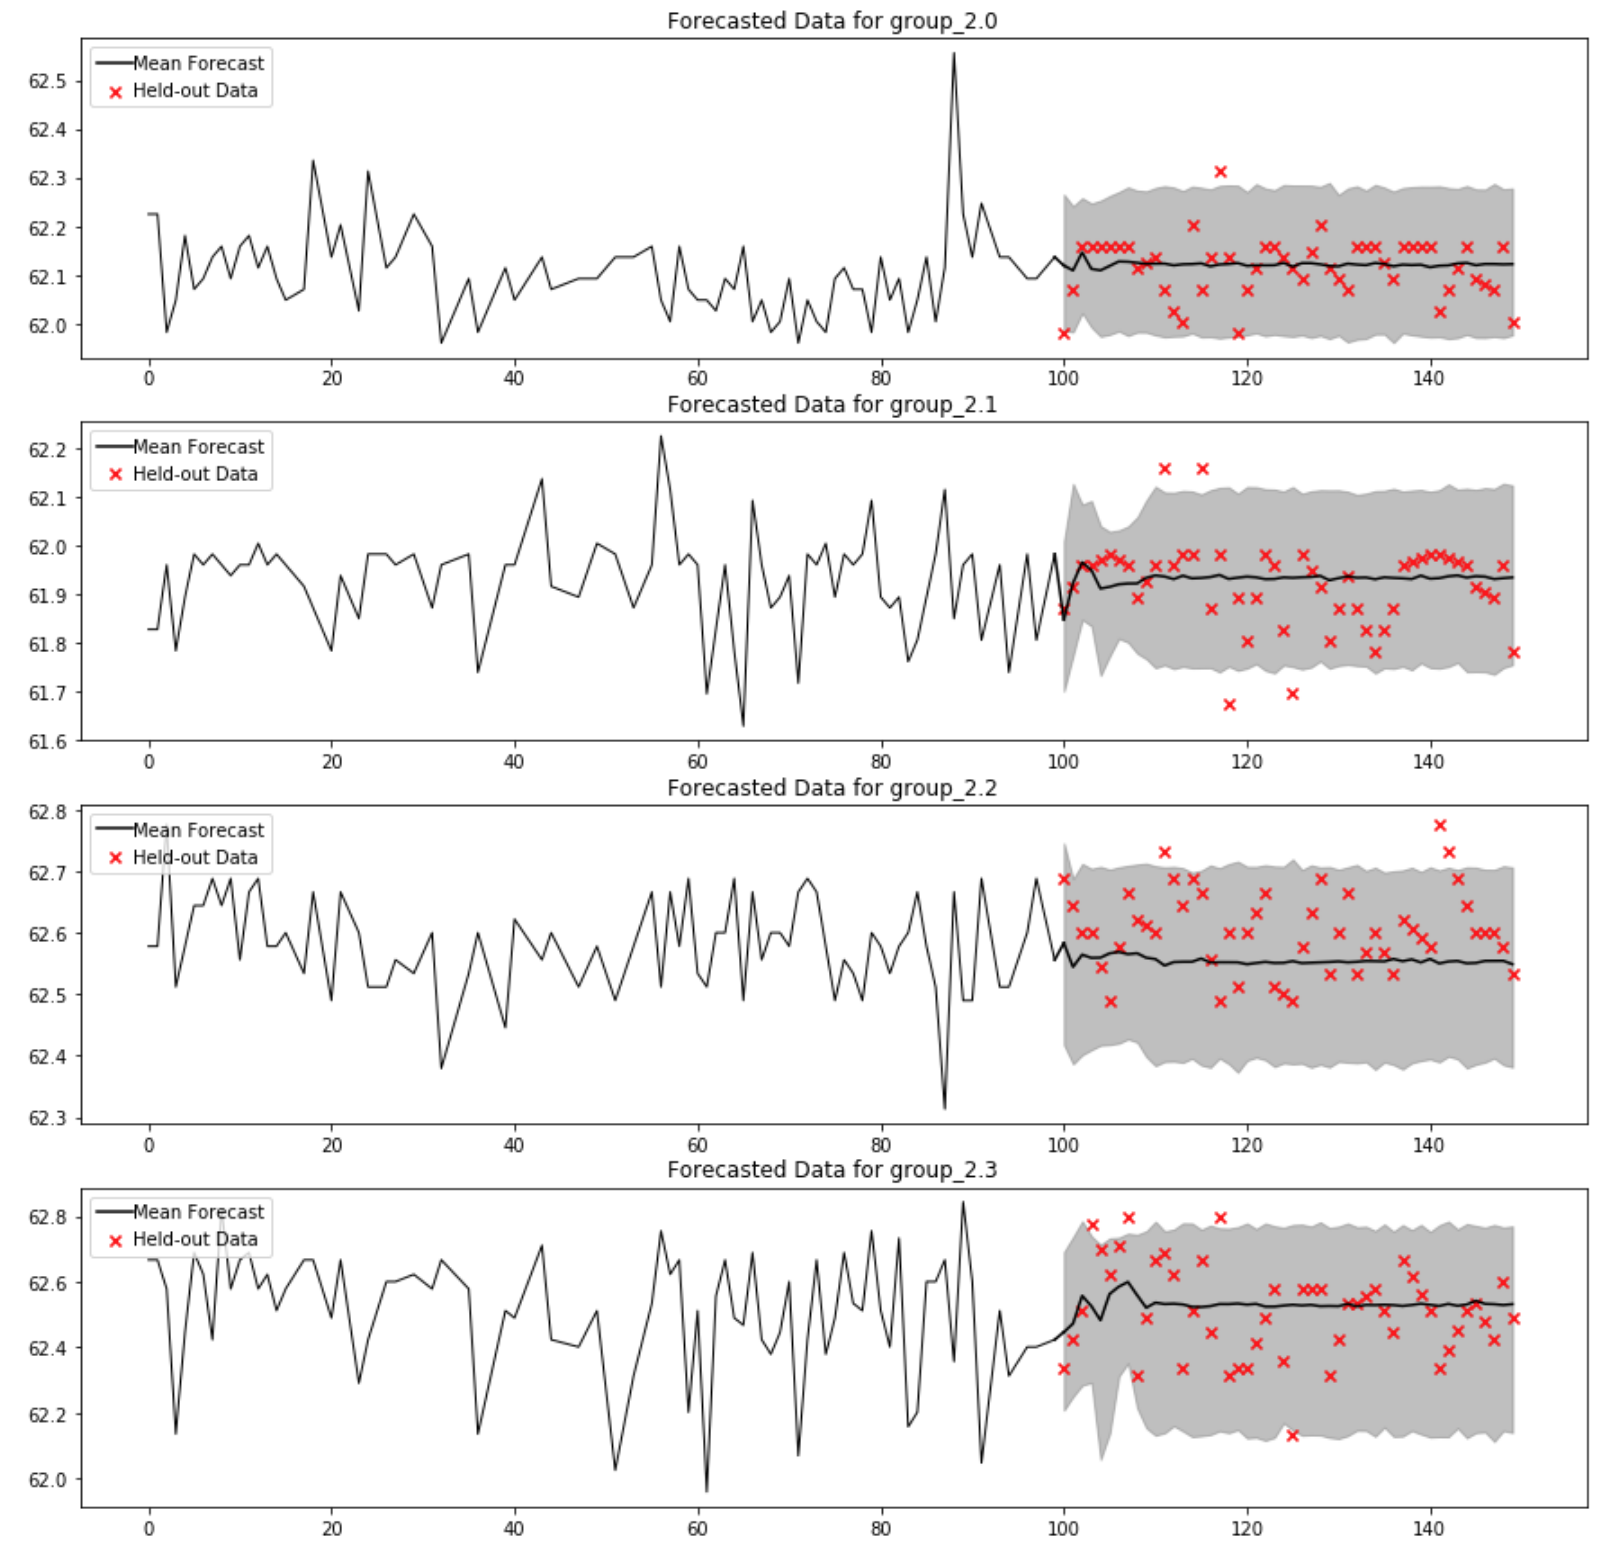 Forecasted Data for group_2.0
Mean Forecast
Held-out Data
62.5
62.4
62.3
62.2
62.1
62.0
0 20 40 60 80 100 120 140
Forecasted Data for group_2.1
Mean Forecast
Held-out Data
62.2
62.1
62.0
61.9
61.8
61.7
61.6
0 20 40 60 80 100 120 140
Forecasted Data for group_2.2
Mean Forecast
Held-out Data
62.8
62.7
62.6
62.5
62.4
62.3
0 20 40 60 80 100 120 140
Forecasted Data for group_2.3
Mean Forecast
Held-out Data
62.8
62.6
62.4
62.2
62.0
0 20 40 60 80 100 120 140